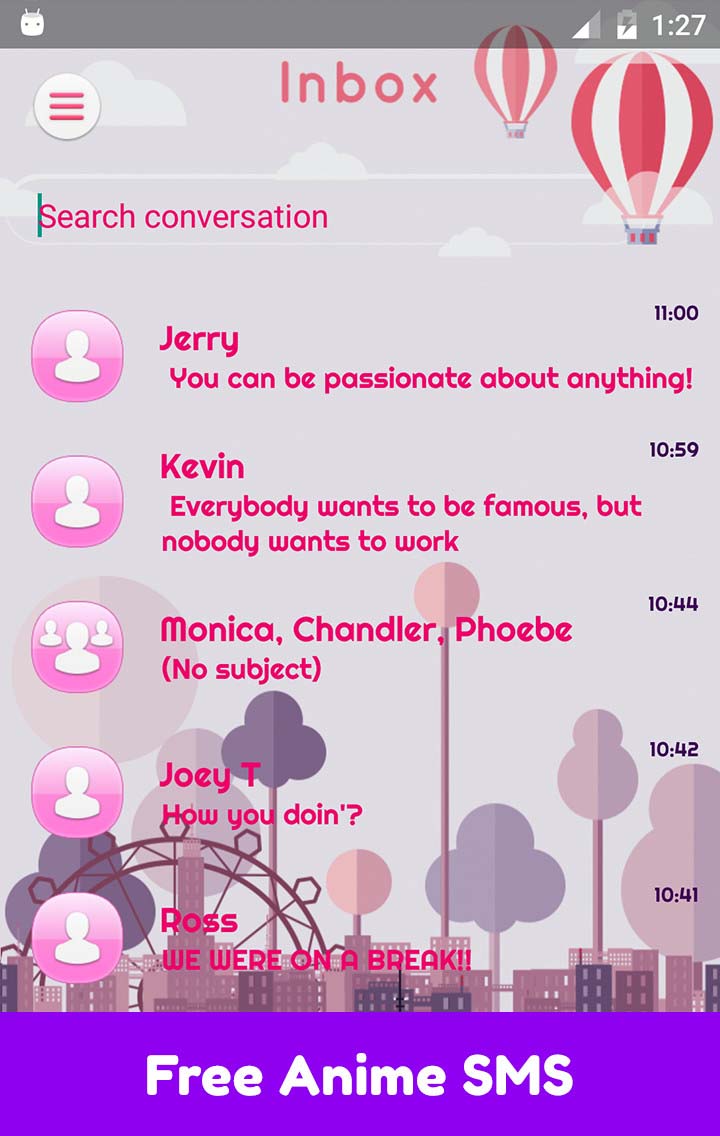 1:27
Inbox
Search conversation
11:00
Jerry
You can be passionate about anything!
10:59
Kevin
Everybody wants to be famous, but
nobody wants to work
10:44
Monica, Chandler, Phoebe
(No subject)
10:42
Joey T
How you doin'?
10:41
Ross
WE WERE ON A BREAK!!
Free Anime SMS